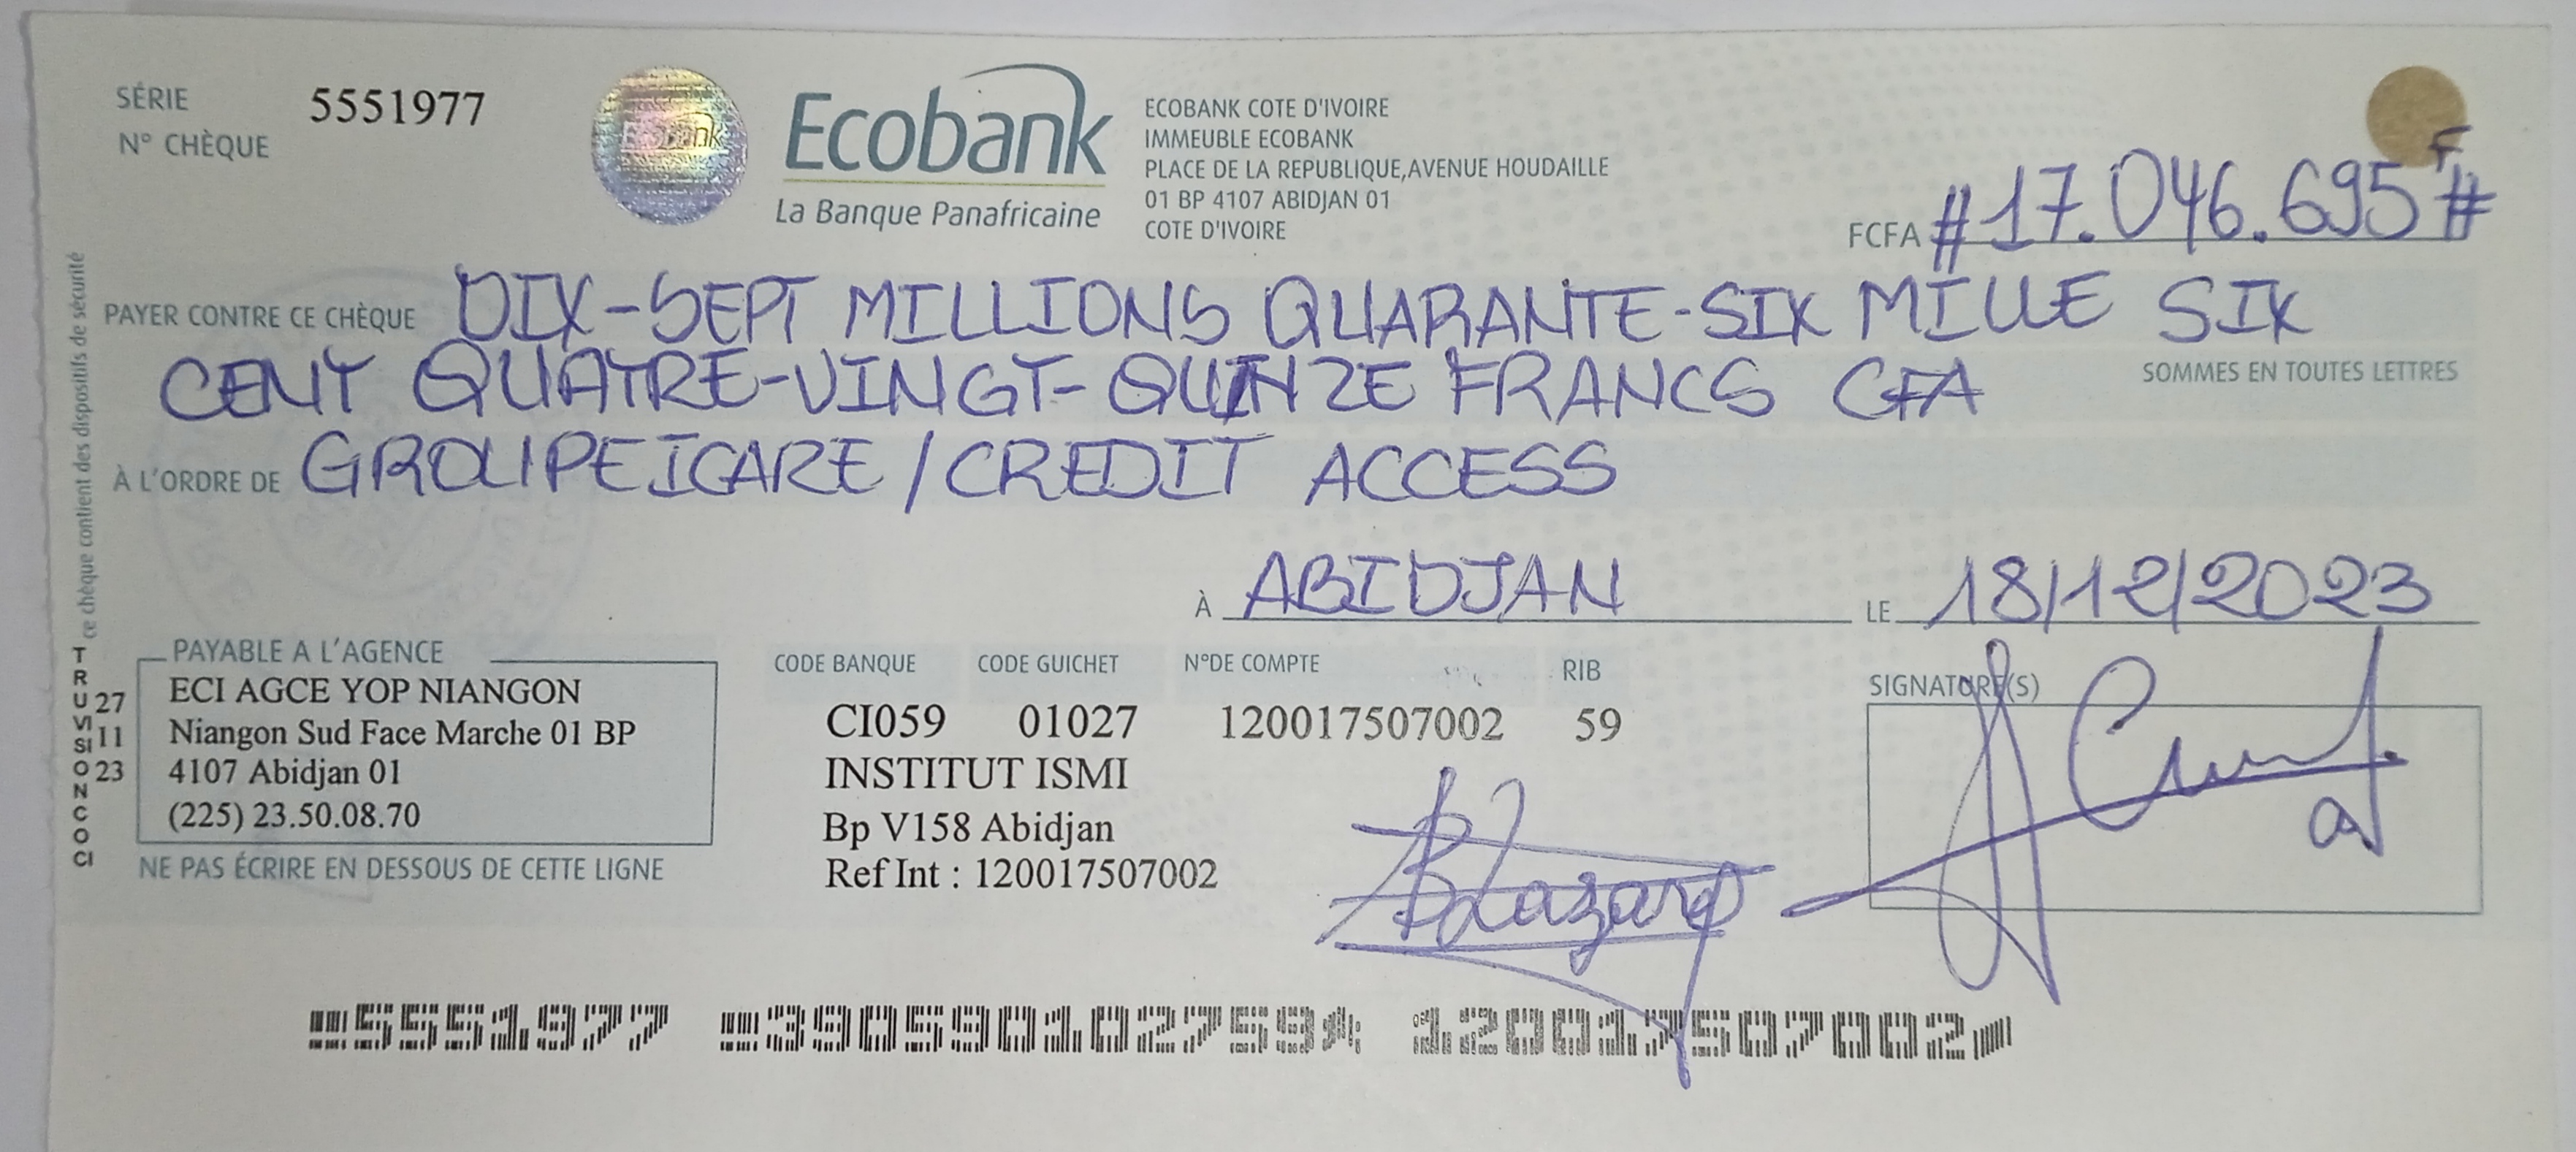 SÉRIE
N° CHÈQUE
5551977
Ecobank
Ecobank
La Banque Panafricaine
ECOBANK COTE D'IVOIRE
IMMEUBLE ECOBANK
PLACE DE LA REPUBLIQUE,AVENUE HOUDAILLE
01 BP 4107 ABIDJAN 01
COTE D'IVOIRE
FCFA #17.046.695F#
PAYER CONTRE CE CHÈQUE DIX-SEPT MILLIONS QUARANTE-SIX MILLE SIX
CENT QUATRE-VINGT-QUINZE FRANCS CFA
SOMMES EN TOUTES LETTRES
À L'ORDRE DE GROUPEIGARE/CREDIT ACCESS
À ABIDJAN LE 18/12/2023
ce chèque contient des dispositifs de sécurité
TRUVISIONCOCI
27
11
23
PAYABLE A L'AGENCE
ECI AGCE YOP NIANGON
Niangon Sud Face Marche 01 BP
4107 Abidjan 01
(225) 23.50.08.70
NE PAS ÉCRIRE EN DESSOUS DE CETTE LIGNE
CODE BANQUE CODE GUICHET N°DE COMPTE RIB
CI059 01027 120017507002 59
INSTITUT ISMI
Bp V158 Abidjan
Ref Int : 120017507002
SIGNATURE(S)
5551977 390590102759 120017507002